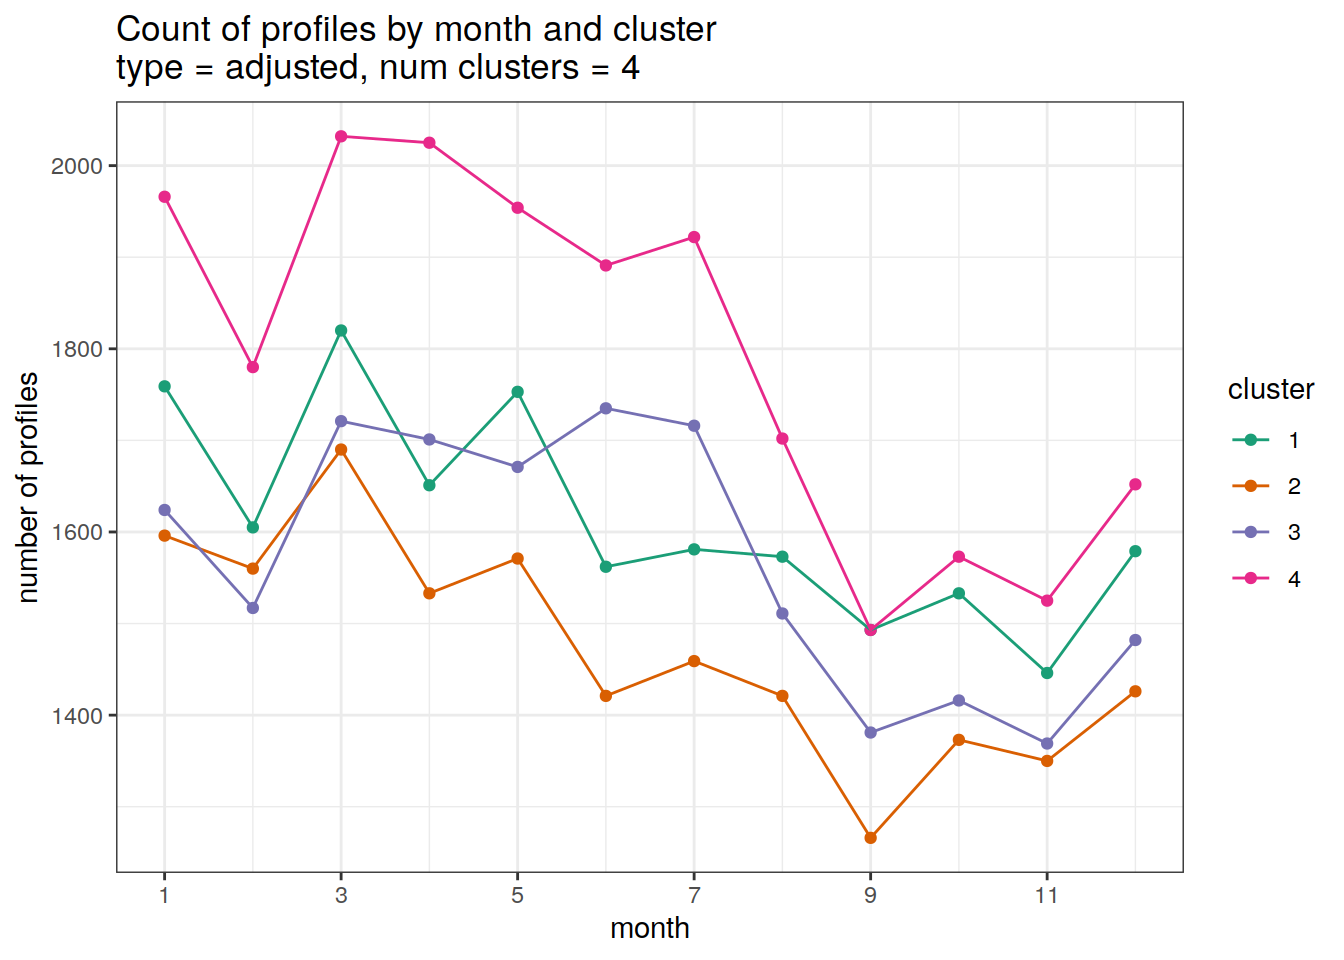 Count of profiles by month and cluster
type = adjusted, num clusters = 4
2000
1800
1600
1400
number of profiles
1 3 5 7 9 11
month
cluster
1
2
3
4